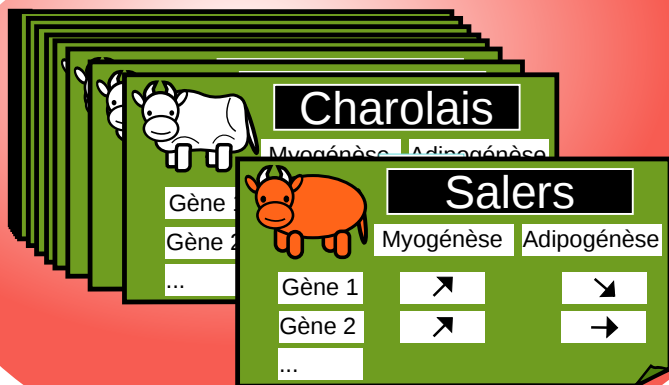 Charolais
Myogénèse Adipogénèse
Gène 1
Gène 2
...
Salers
Myogénèse Adipogénèse
Gène 1 ↗ ↘
Gène 2 ↗ →
...